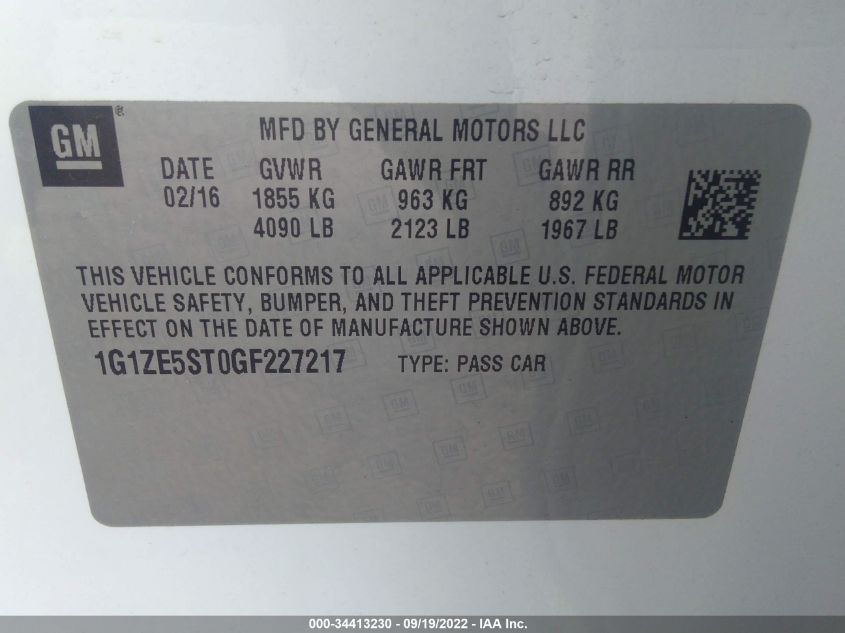 GM ®
MFD BY GENERAL MOTORS LLC
DATE GVWR GAWR FRT GAWR RR
02/16 1855 KG 963 KG 892 KG
4090 LB 2123 LB 1967 LB
THIS VEHICLE CONFORMS TO ALL APPLICABLE U.S. FEDERAL MOTOR
VEHICLE SAFETY, BUMPER, AND THEFT PREVENTION STANDARDS IN
EFFECT ON THE DATE OF MANUFACTURE SHOWN ABOVE.
1G1ZE5ST0GF227217 TYPE: PASS CAR
000-34413230 - 09/19/2022 - IAA Inc.